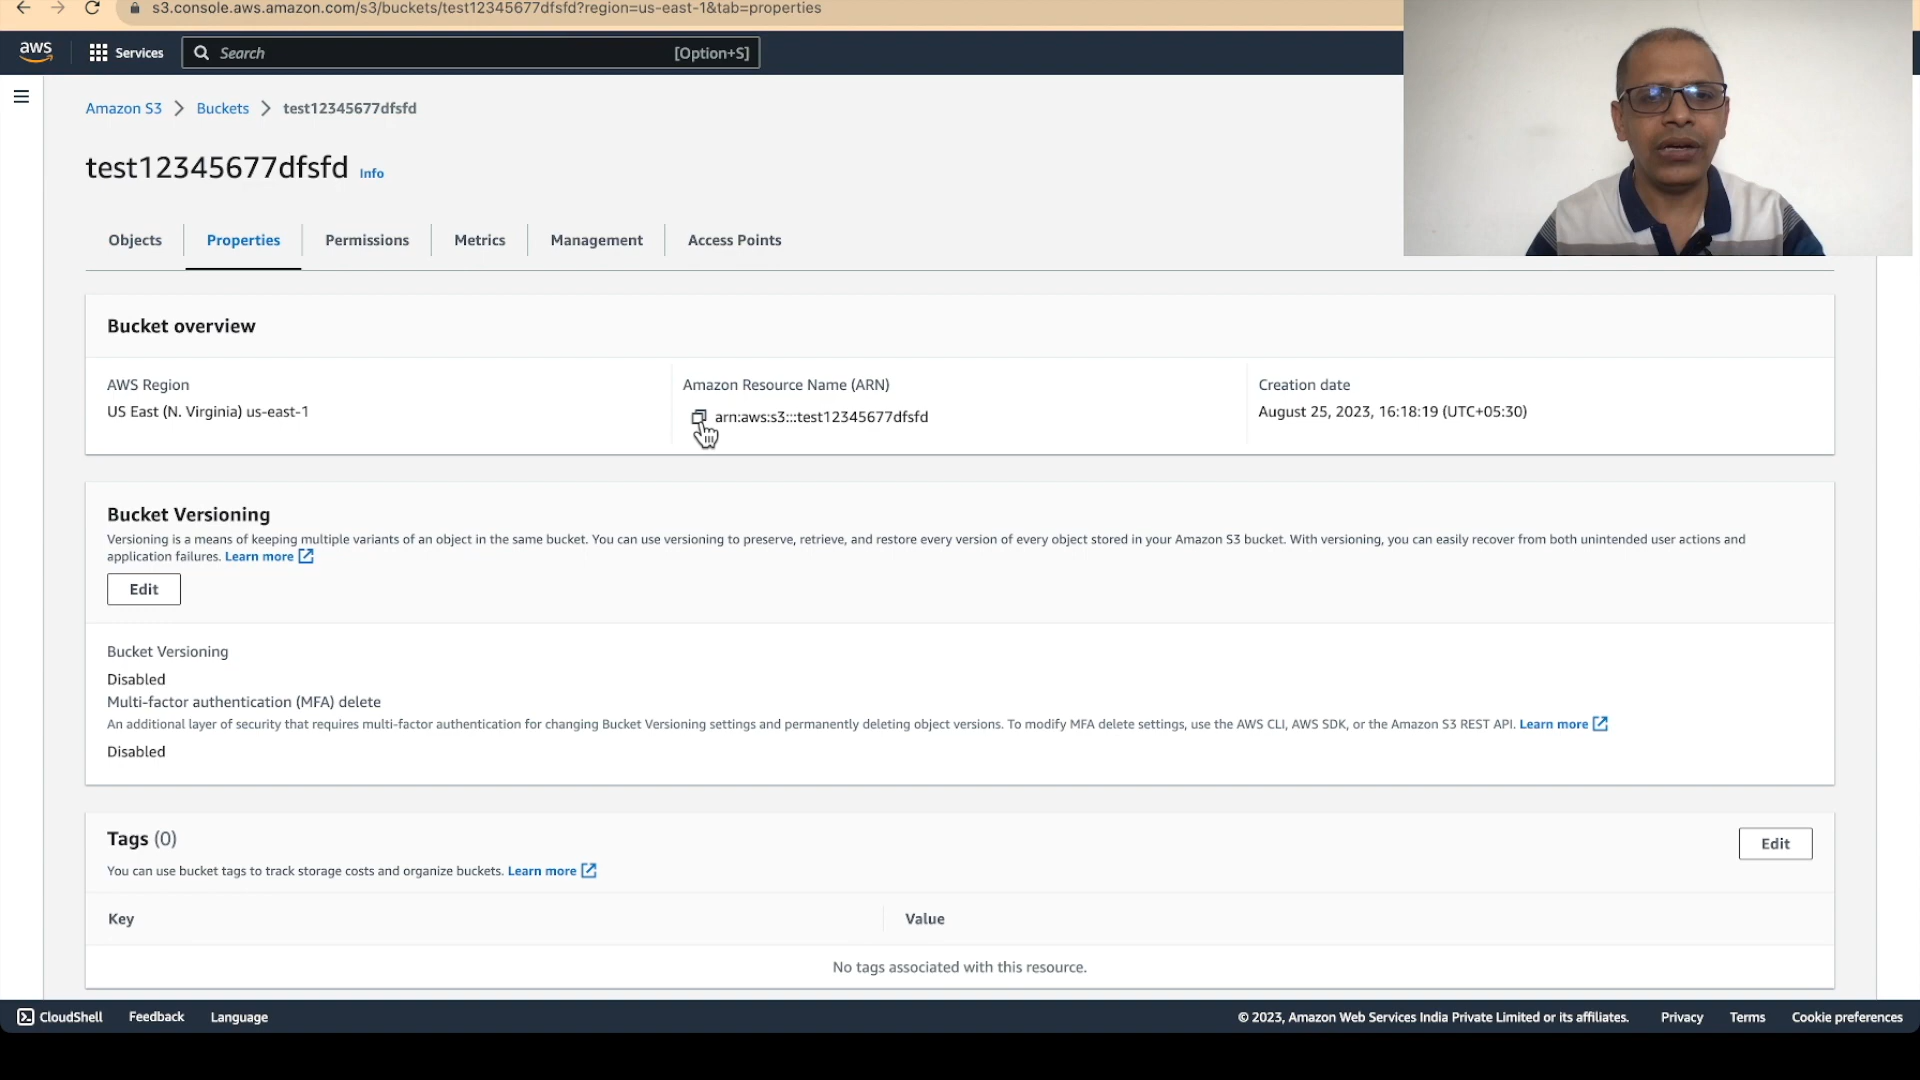 s3.console.aws.amazon.com/s3/buckets/test12345677dfsfd?region=us-east-1&tab=properties
aws
Services
Search
[Option+S]
Amazon S3 > Buckets > test12345677dfsfd
test12345677dfsfd Info
Objects
Properties
Permissions
Metrics
Management
Access Points
Bucket overview
AWS Region
US East (N. Virginia) us-east-1
Amazon Resource Name (ARN)
arn:aws:s3:::test12345677dfsfd
Creation date
August 25, 2023, 16:18:19 (UTC+05:30)
Bucket Versioning
Versioning is a means of keeping multiple variants of an object in the same bucket. You can use versioning to preserve, retrieve, and restore every version of every object stored in your Amazon S3 bucket. With versioning, you can easily recover from both unintended user actions and
application failures. Learn more
Edit
Bucket Versioning
Disabled
Multi-factor authentication (MFA) delete
An additional layer of security that requires multi-factor authentication for changing Bucket Versioning settings and permanently deleting object versions. To modify MFA delete settings, use the AWS CLI, AWS SDK, or the Amazon S3 REST API. Learn more
Disabled
Tags (0)
Edit
You can use bucket tags to track storage costs and organize buckets. Learn more
Key
Value
No tags associated with this resource.
CloudShell
Feedback
Language
© 2023, Amazon Web Services India Private Limited or its affiliates.
Privacy
Terms
Cookie preferences